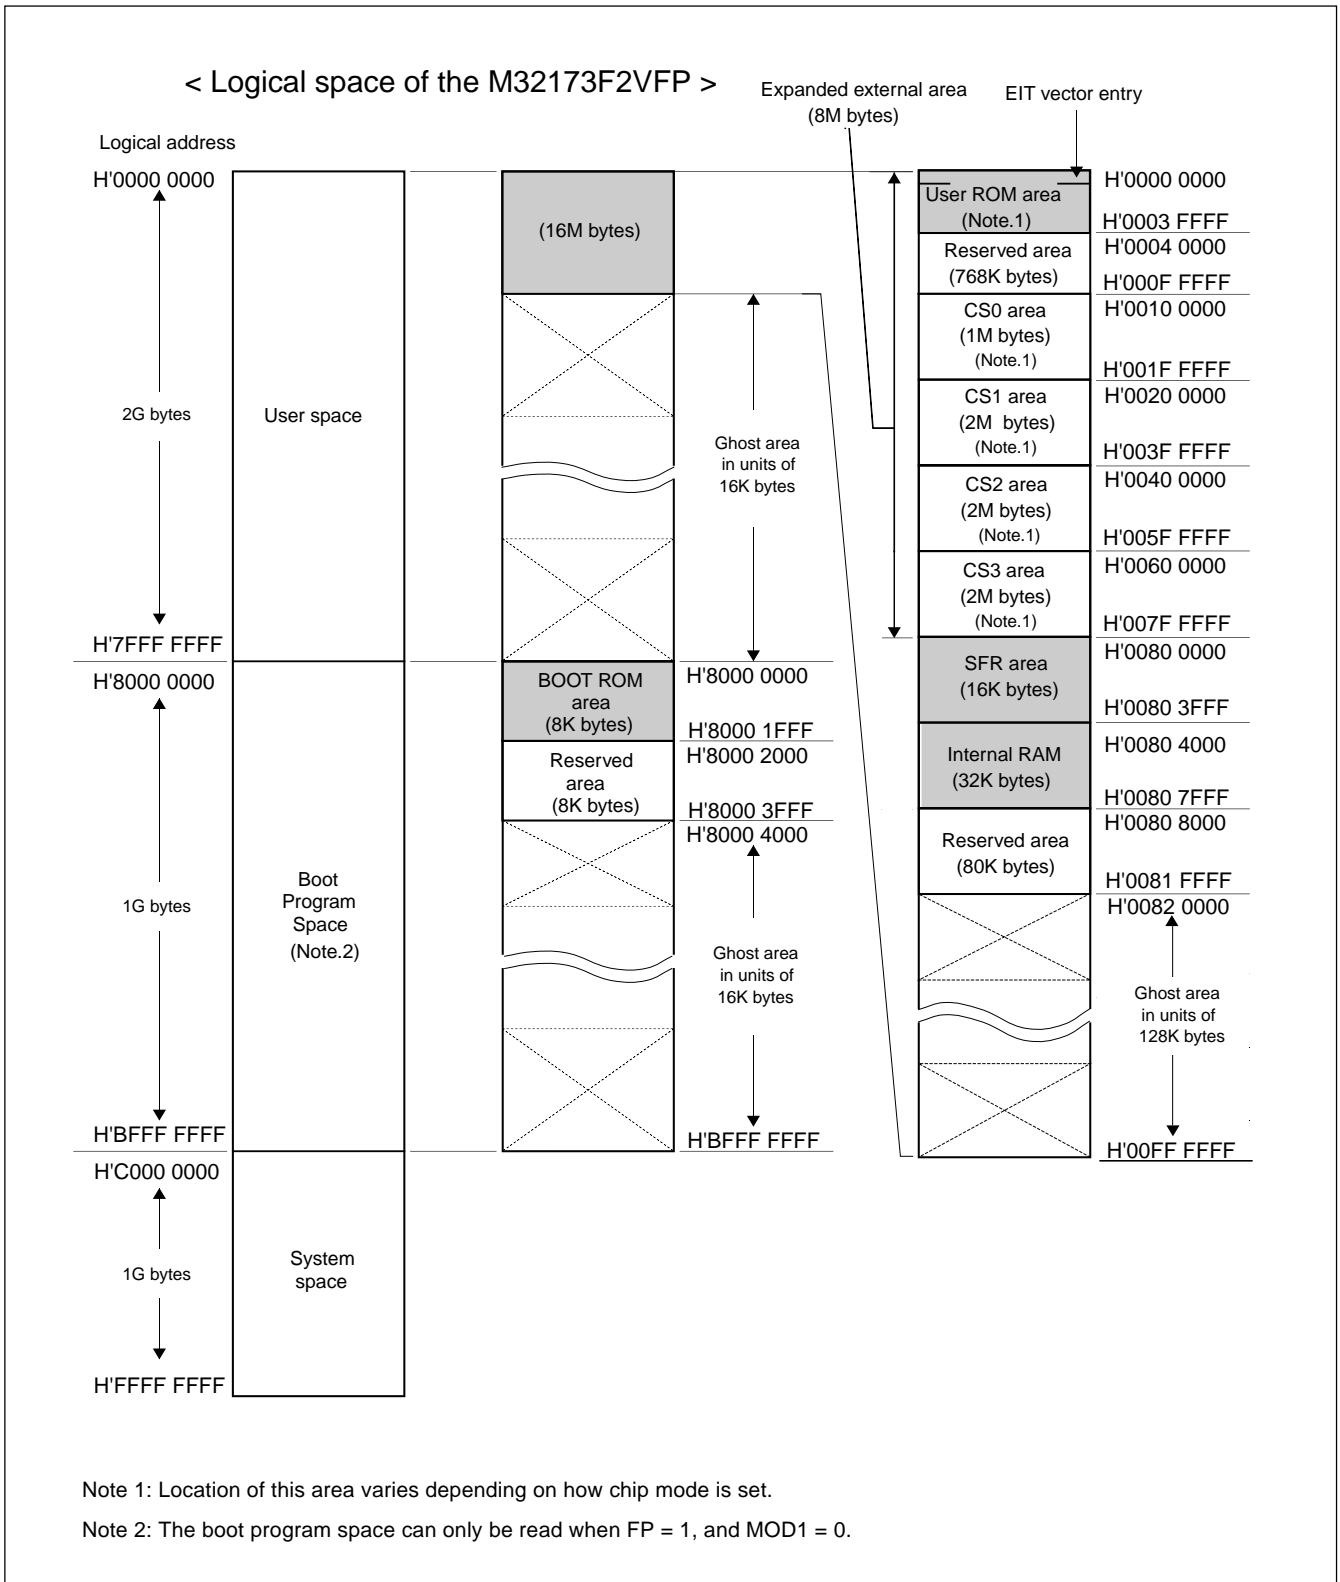 < Logical space of the M32173F2VFP >
Expanded external area
(8M bytes)
EIT vector entry
Logical address
H'0000 0000
2G bytes
H'7FFF FFFF
H'8000 0000
1G bytes
H'BFFF FFFF
H'C000 0000
1G bytes
H'FFFF FFFF
User space
Boot
Program
Space
(Note.2)
System
space
(16M bytes)
BOOT ROM
area
(8K bytes)
Reserved
area
(8K bytes)
Ghost area
in units of
16K bytes
H'8000 0000
H'8000 1FFF
H'8000 2000
H'8000 3FFF
H'8000 4000
Ghost area
in units of
16K bytes
H'BFFF FFFF
User ROM area
(Note.1)
Reserved area
(768K bytes)
CS0 area
(1M bytes)
(Note.1)
CS1 area
(2M bytes)
(Note.1)
CS2 area
(2M bytes)
(Note.1)
CS3 area
(2M bytes)
(Note.1)
SFR area
(16K bytes)
Internal RAM
(32K bytes)
Reserved area
(80K bytes)
H'0000 0000
H'0003 FFFF
H'0004 0000
H'000F FFFF
H'0010 0000
H'001F FFFF
H'0020 0000
H'003F FFFF
H'0040 0000
H'005F FFFF
H'0060 0000
H'007F FFFF
H'0080 0000
H'0080 3FFF
H'0080 4000
H'0080 7FFF
H'0080 8000
H'0081 FFFF
H'0082 0000
Ghost area
in units of
128K bytes
H'00FF FFFF
Note 1: Location of this area varies depending on how chip mode is set.
Note 2: The boot program space can only be read when FP = 1, and MOD1 = 0.